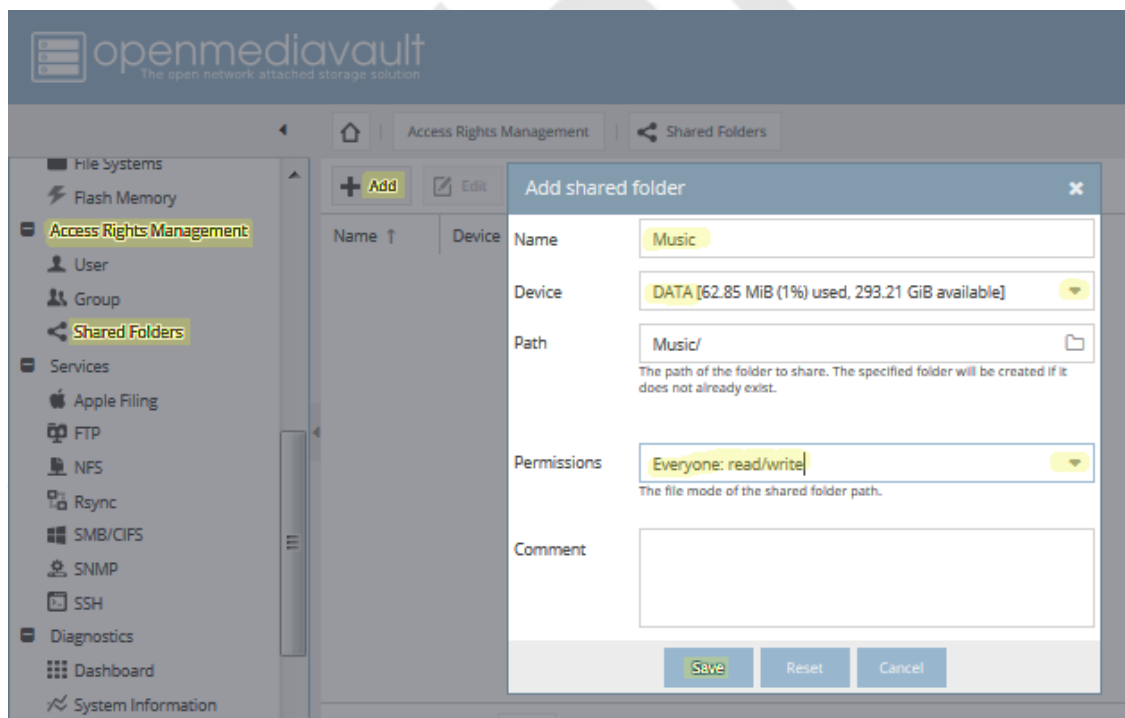 openmediavault
The open network attached storage solution
Access Rights Management
Shared Folders
File Systems
Flash Memory
Access Rights Management
User
Group
Shared Folders
Services
Apple Filing
FTP
NFS
Rsync
SMB/CIFS
SNMP
SSH
Diagnostics
Dashboard
System Information
Add
Edit
Name
Device
Add shared folder
Name
Music
Device
DATA [62.85 MiB (1%) used, 293.21 GiB available]
Path
Music/
The path of the folder to share. The specified folder will be created if it
does not already exist.
Permissions
Everyone: read/write
The file mode of the shared folder path.
Comment
Save
Reset
Cancel